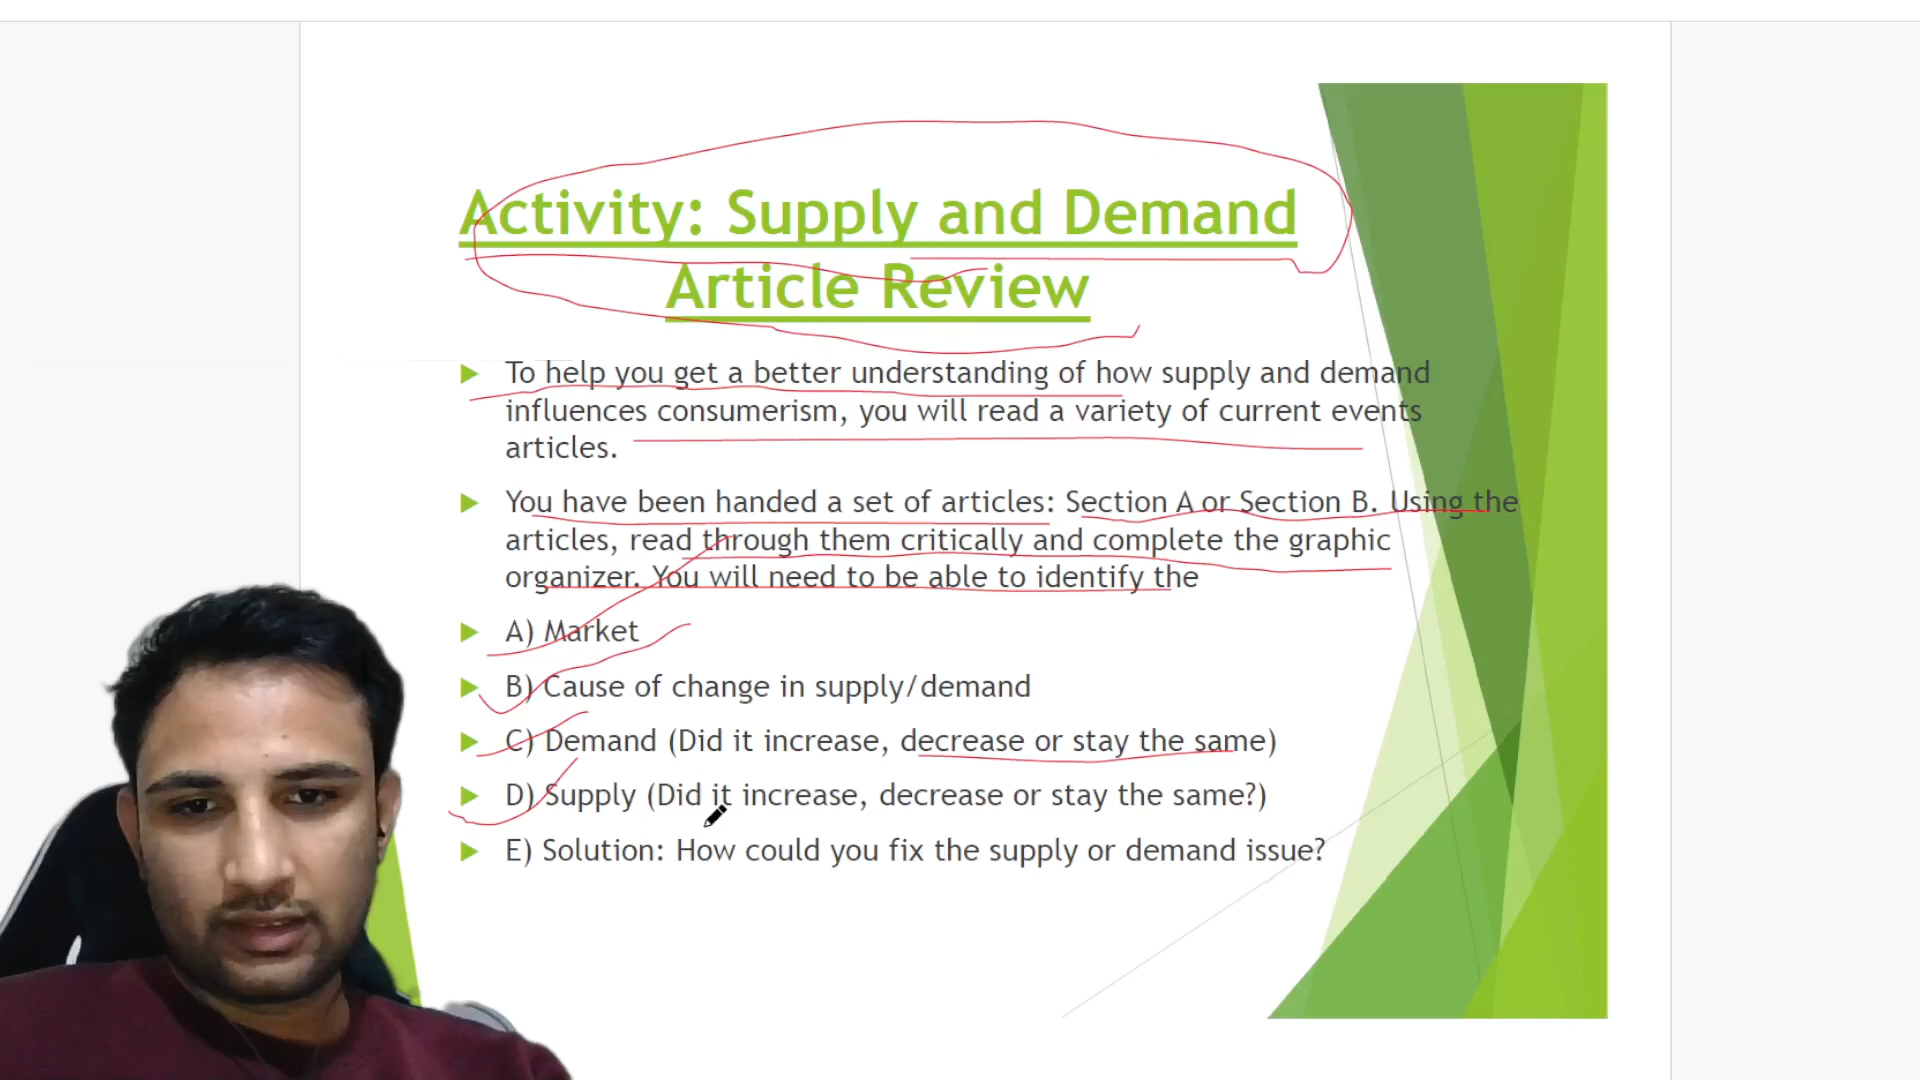 Activity: Supply and Demand
Article Review
To help you get a better understanding of how supply and demand
influences consumerism, you will read a variety of current events
articles.
You have been handed a set of articles: Section A or Section B. Using the
articles, read through them critically and complete the graphic
organizer. You will need to be able to identify the
A) Market
B) Cause of change in supply/demand
C) Demand (Did it increase, decrease or stay the same)
D) Supply (Did it increase, decrease or stay the same?)
E) Solution: How could you fix the supply or demand issue?